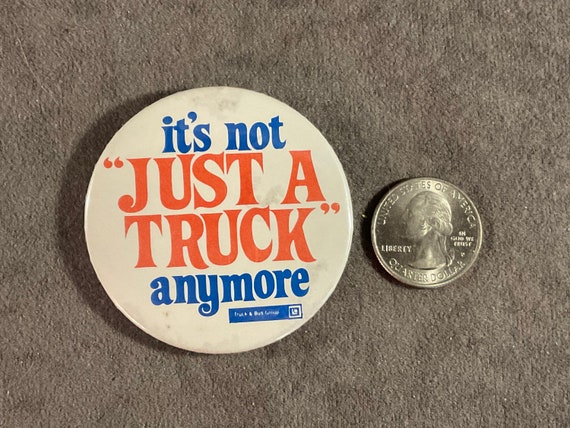 it's not
“JUST A
TRUCK”
anymore
Truck & Bus Group GM
UNITED STATES OF AMERICA
LIBERTY
IN
GOD WE
TRUST
QUARTER DOLLAR